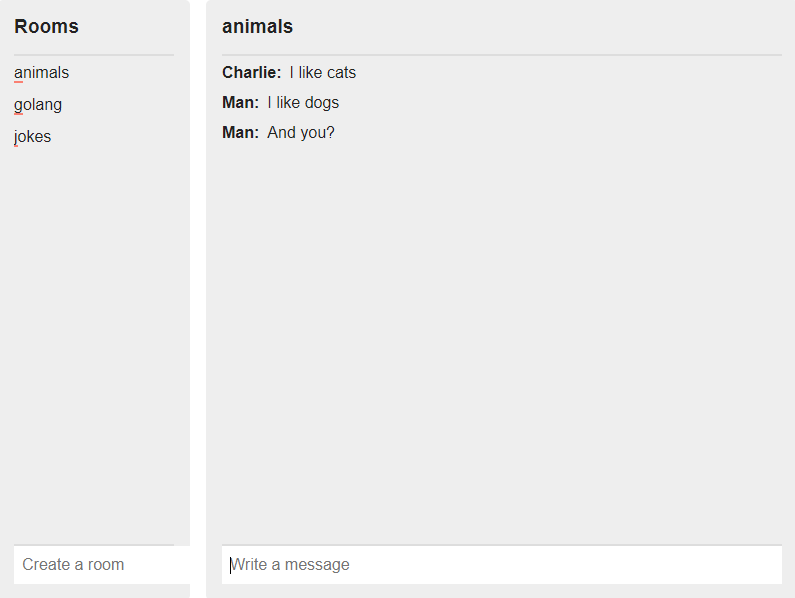 Rooms
animals
golang
jokes
Create a room
animals
Charlie: I like cats
Man: I like dogs
Man: And you?
Write a message